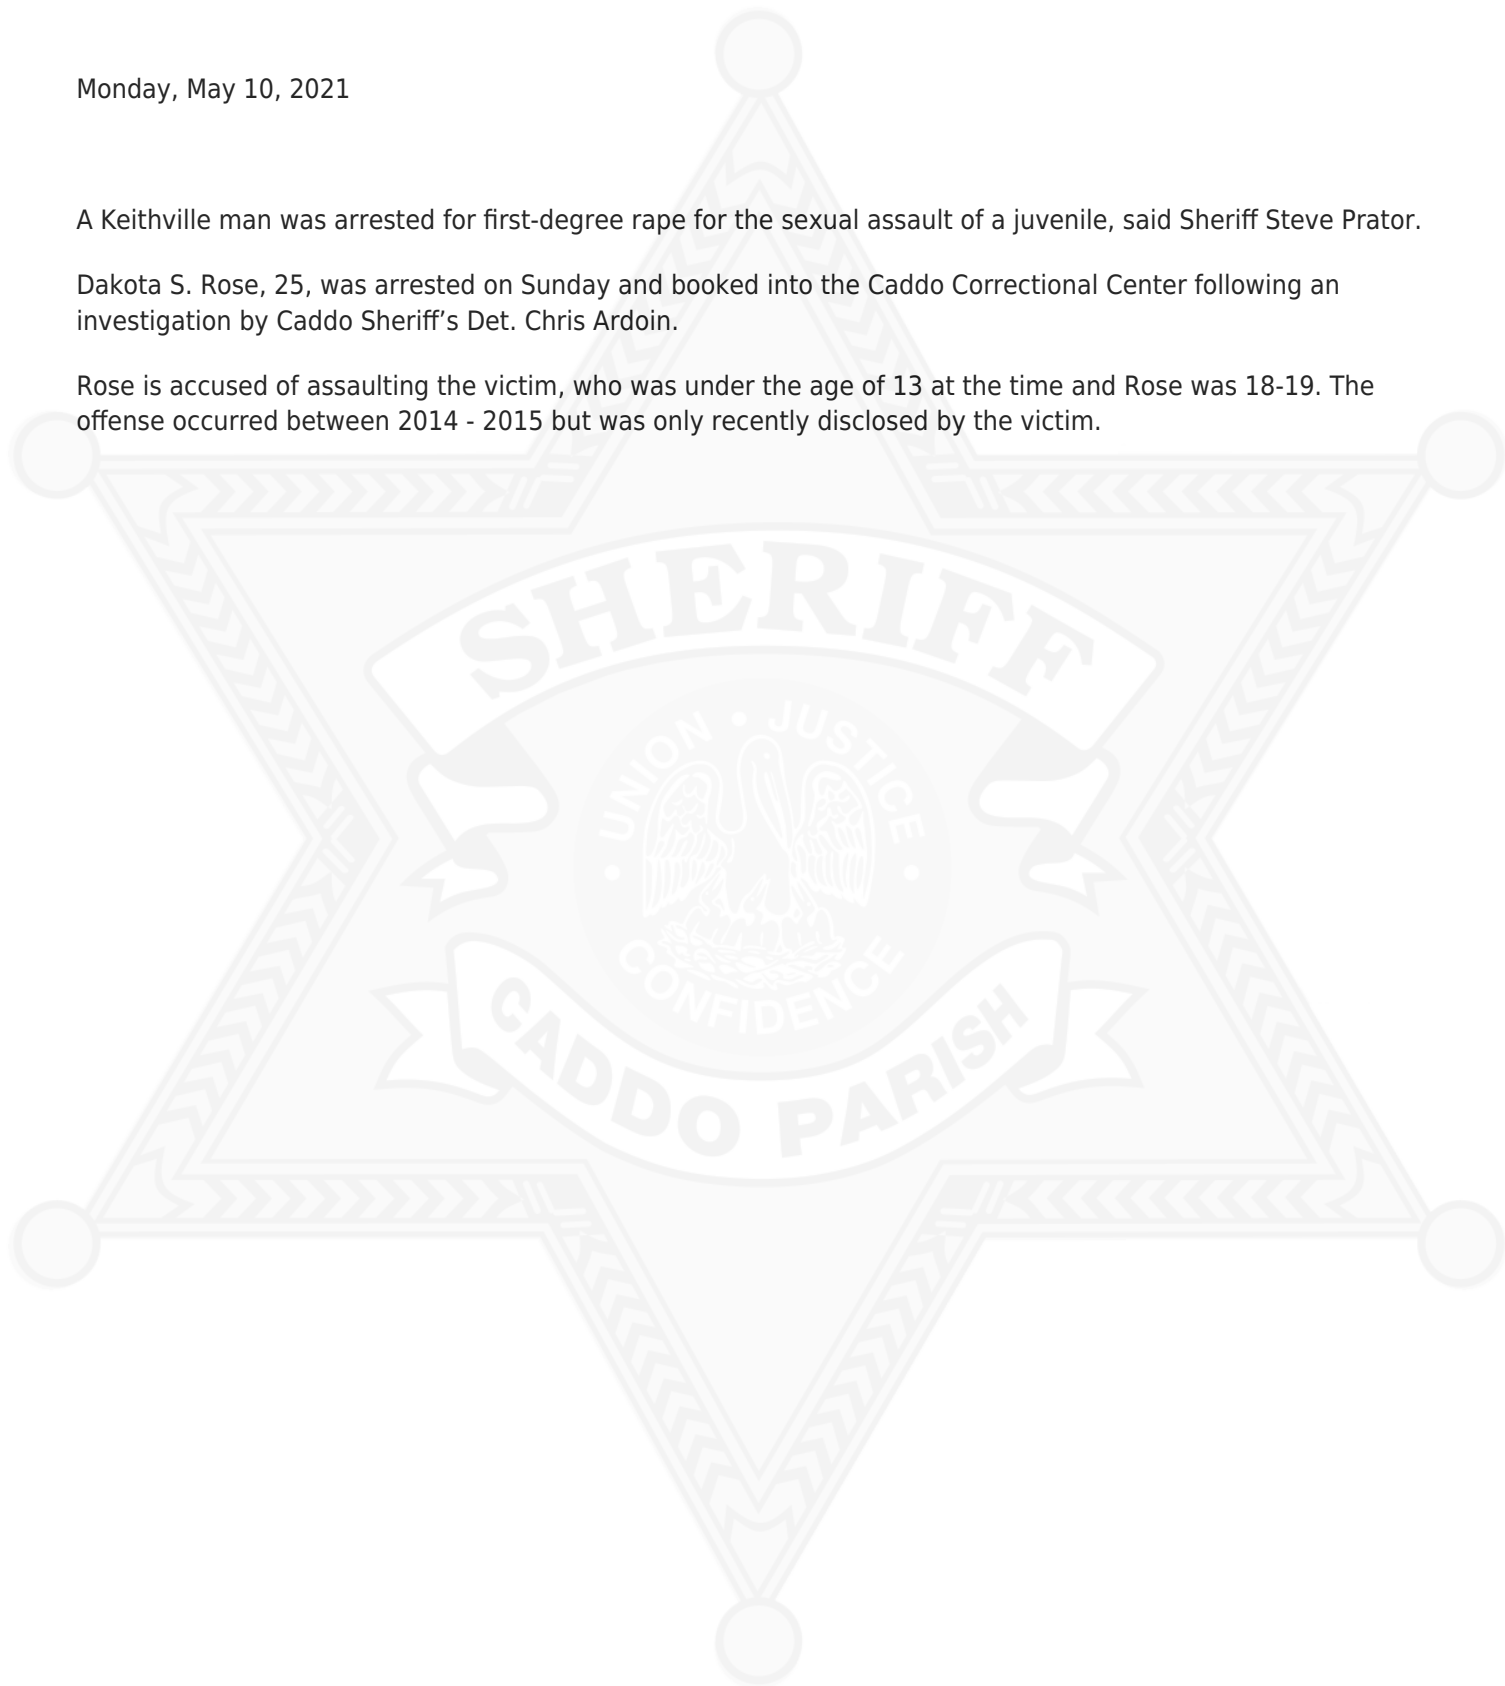 Monday, May 10, 2021
A Keithville man was arrested for first-degree rape for the sexual assault of a juvenile, said Sheriff Steve Prator.
Dakota S. Rose, 25, was arrested on Sunday and booked into the Caddo Correctional Center following an
investigation by Caddo Sheriff’s Det. Chris Ardoin.
Rose is accused of assaulting the victim, who was under the age of 13 at the time and Rose was 18-19. The
offense occurred between 2014 - 2015 but was only recently disclosed by the victim.
SHERIFF
UNION • JUSTICE
• CONFIDENCE •
CADDO PARISH